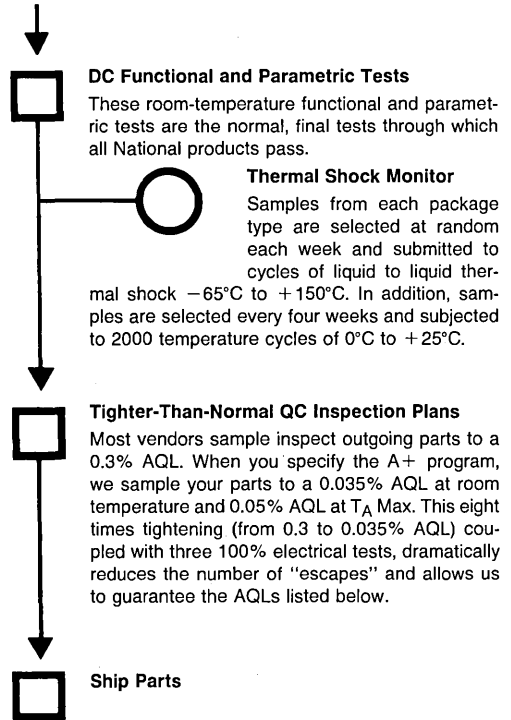 DC Functional and Parametric Tests
These room-temperature functional and paramet-
ric tests are the normal, final tests through which
all National products pass.
Thermal Shock Monitor
Samples from each package
type are selected at random
each week and submitted to
cycles of liquid to liquid ther-
mal shock −65°C to +150°C. In addition, sam-
ples are selected every four weeks and subjected
to 2000 temperature cycles of 0°C to +25°C.
Tighter-Than-Normal QC Inspection Plans
Most vendors sample inspect outgoing parts to a
0.3% AQL. When you specify the A+ program,
we sample your parts to a 0.035% AQL at room
temperature and 0.05% AQL at TA Max. This eight
times tightening (from 0.3 to 0.035% AQL) cou-
pled with three 100% electrical tests, dramatically
reduces the number of "escapes" and allows us
to guarantee the AQLs listed below.
Ship Parts